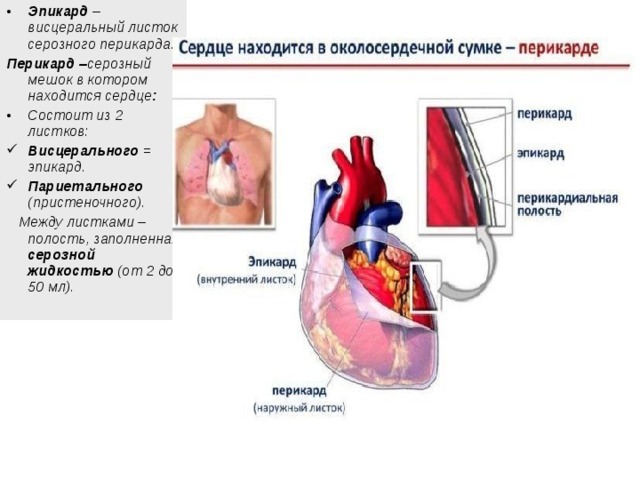 • Эпикард –
висцеральный листок
серозного перикарда.
Перикард –серозный
мешок в котором
находится сердце:
• Состоит из 2
листков:
✓ Висцерального =
эпикард.
✓ Париетального
(пристеночного).
Между листками –
полость, заполненна
серозной
жидкостью (от 2 до
50 мл).
Сердце находится в околосердечной сумке – перикарде
перикард
эпикард
перикардиальная
полость
Эпикард
(внутренний листок)
перикард
(наружный листок)